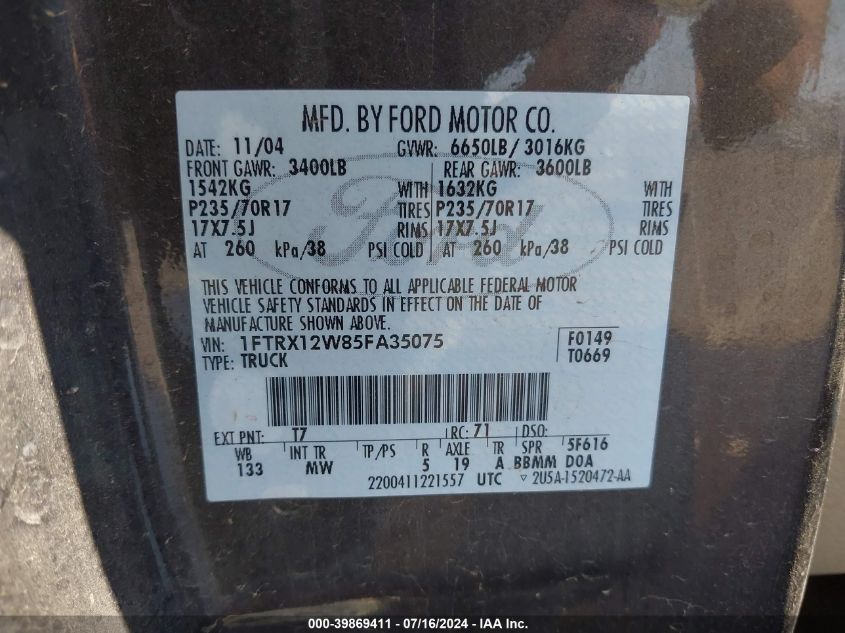 MFD. BY FORD MOTOR CO.
DATE: 11/04 GVWR: 6650LB/ 3016KG
FRONT GAWR: 3400LB REAR GAWR: 3600LB
1542KG WITH 1632KG WITH
P235/70R17 TIRES P235/70R17 TIRES
17X7.5J RIMS 17X7.5J RIMS
AT 260 kPa/38 PSI COLD AT 260 kPa/38 PSI COLD
Ford
THIS VEHICLE CONFORMS TO ALL APPLICABLE FEDERAL MOTOR
VEHICLE SAFETY STANDARDS IN EFFECT ON THE DATE OF
MANUFACTURE SHOWN ABOVE.
VIN: 1FTRX12W85FA35075 F0149
TYPE: TRUCK T0669
EXT PNT: T7 RC: 71 DSO:
WB INT TR TP/PS R AXLE TR SPR 5F616
133 MW 5 19 A BBMM DOA
2200411221557 UTC ▽ 2U5A-1520472-AA
000-39869411 - 07/16/2024 - IAA Inc.